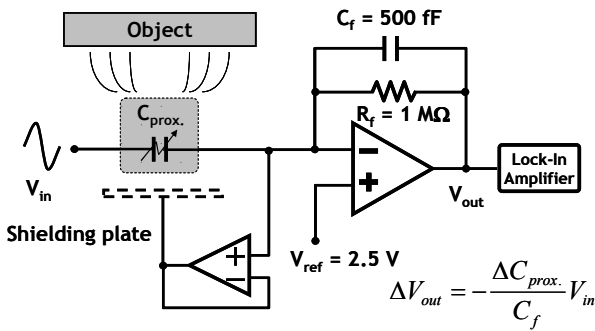 Object
C_f = 500 fF
C_prox.
R_f = 1 MΩ
V_in
Lock-In
Amplifier
V_out
Shielding plate
V_ref = 2.5 V
ΔV_out = − ΔC_prox. / C_f V_in